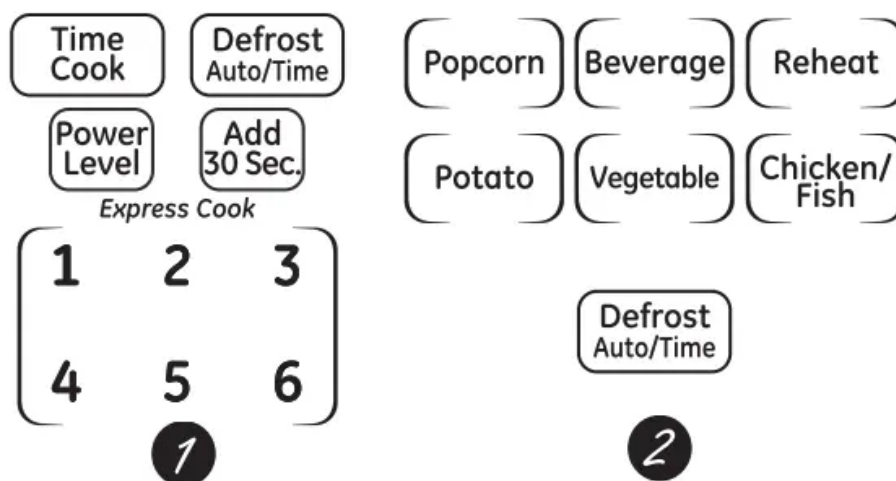 Time
Cook
Defrost
Auto/Time
Power
Level
Add
30 Sec.
Express Cook
1 2 3
4 5 6
1
Popcorn
Beverage
Reheat
Potato
Vegetable
Chicken/
Fish
Defrost
Auto/Time
2